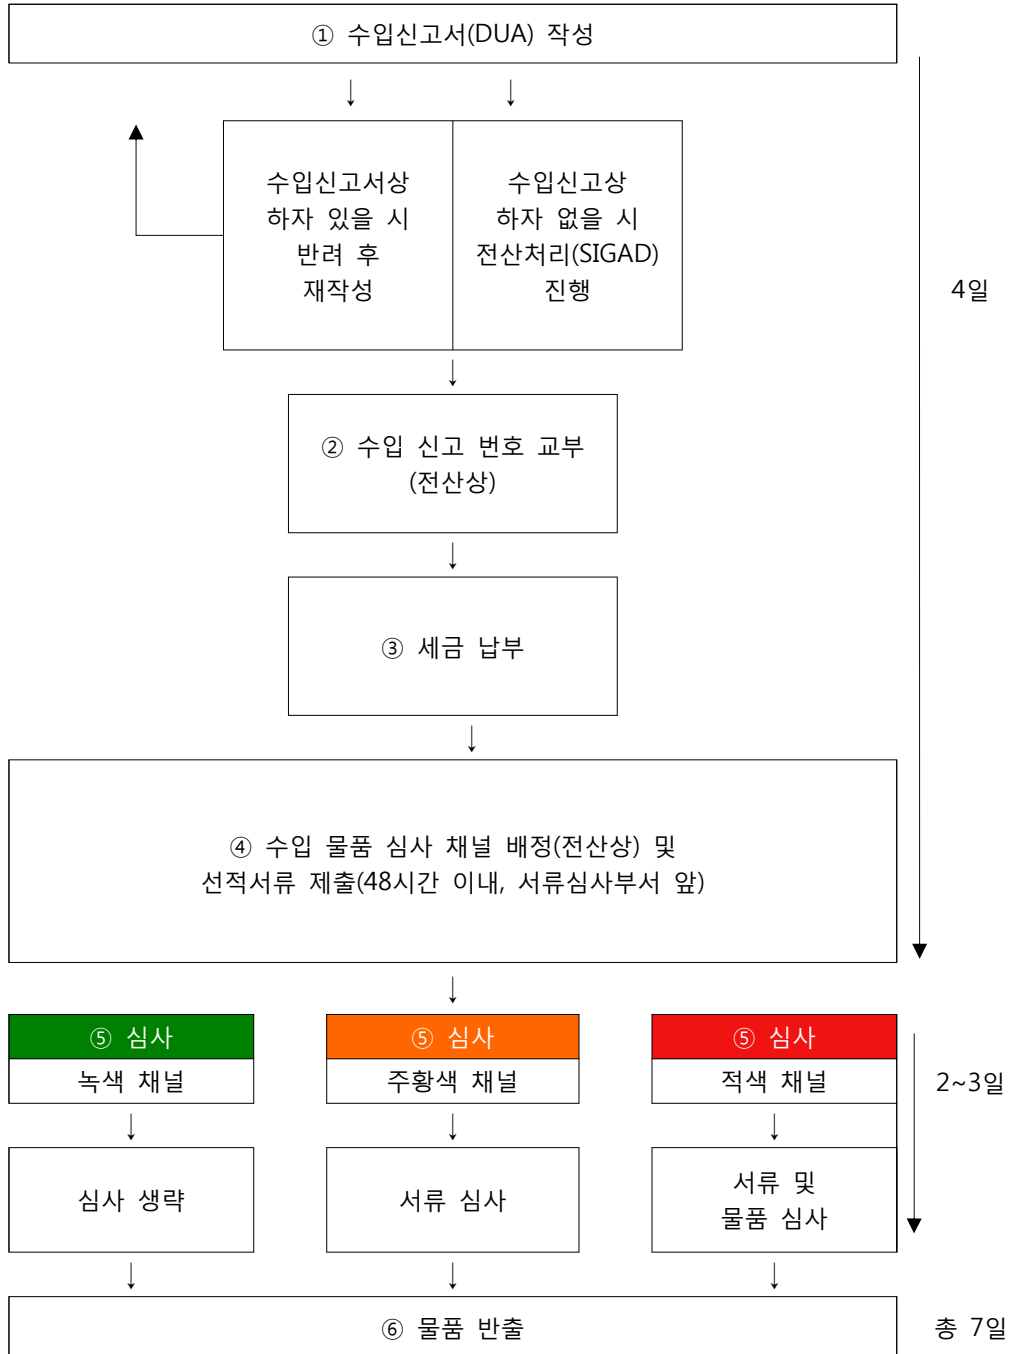 ① 수입신고서(DUA) 작성
수입신고서상
하자 있을 시
반려 후
재작성
수입신고상
하자 없을 시
전산처리(SIGAD)
진행
4일
② 수입 신고 번호 교부
(전산상)
③ 세금 납부
④ 수입 물품 심사 채널 배정(전산상) 및
선적서류 제출(48시간 이내, 서류심사부서 앞)
⑤ 심사
녹색 채널
⑤ 심사
주황색 채널
⑤ 심사
적색 채널
2~3일
심사 생략
서류 심사
서류 및
물품 심사
⑥ 물품 반출
총 7일